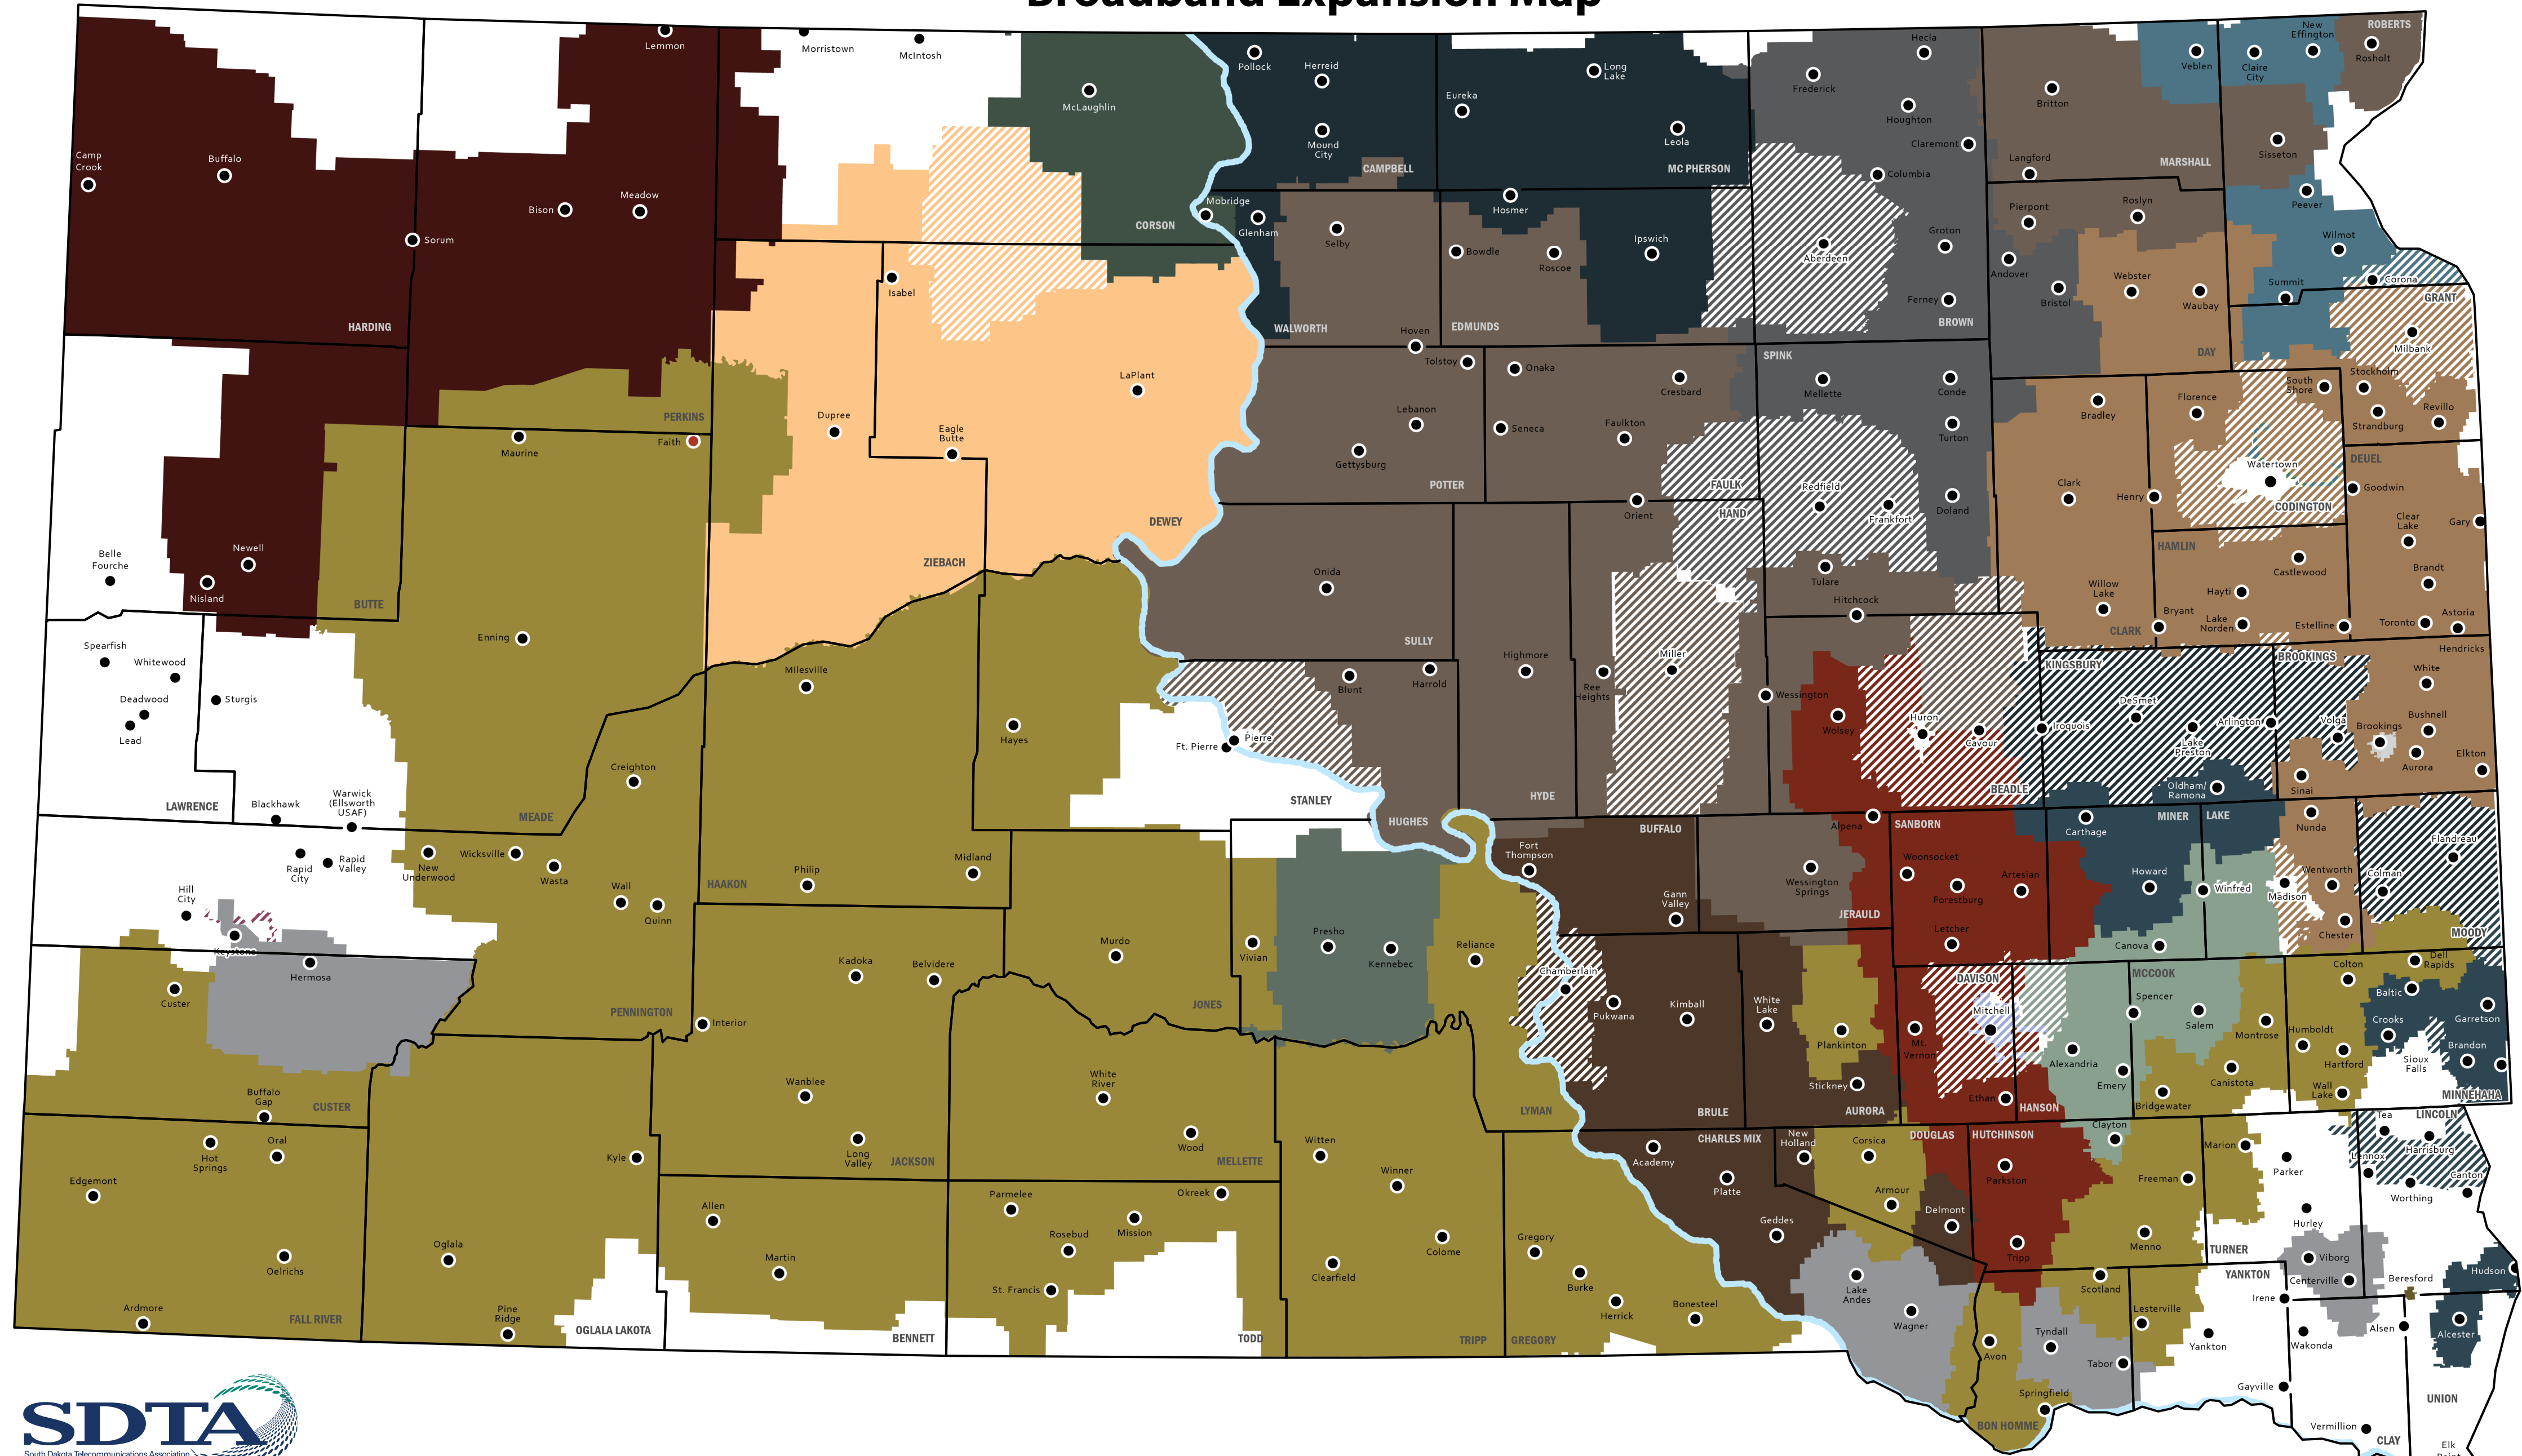 Broadband Expansion Map
Lemmon
Morristown
McIntosh
McLaughlin
Pollock
Herreid
Long
Lake
Eureka
Mound
City
Leola
CAMPBELL
MC PHERSON
Hecla
Frederick
Houghton
Claremont
Columbia
Britton
Langford
MARSHALL
Veblen
Claire
City
New
Effington
ROBERTS
Rosholt
Sisseton
Peever
Camp
Crook
Buffalo
Bison
Meadow
Sorum
HARDING
CORSON
Mobridge
Glenham
Selby
Hosmer
Bowdle
Roscoe
Ipswich
WALWORTH
EDMUNDS
Aberdeen
Groton
Ferney
BROWN
Pierpont
Roslyn
Andover
Bristol
Webster
Waubay
DAY
Wilmot
Summit
Corona
GRANT
Milbank
Isabel
LaPlant
Dupree
Eagle
Butte
PERKINS
Faith
Maurine
Hoven
Tolstoy
Onaka
Cresbard
Lebanon
Seneca
Faulkton
Gettysburg
POTTER
FAULK
SPINK
Mellette
Conde
Turton
Redfield
Frankfort
Doland
Bradley
Florence
South
Shore
Stockholm
Strandburg
Revillo
Watertown
DEUEL
Clark
Henry
Goodwin
CODINGTON
Clear
Lake
Gary
Belle
Fourche
Newell
Nisland
BUTTE
DEWEY
ZIEBACH
Orient
HAND
Onida
SULLY
Tulare
Hitchcock
HAMLIN
Castlewood
Hayti
Willow
Lake
Bryant
Lake
Norden
Estelline
CLARK
Brandt
Toronto
Astoria
Hendricks
Spearfish
Whitewood
Deadwood
Lead
Sturgis
LAWRENCE
Enning
Milesville
Hayes
Creighton
MEADE
Blackhawk
Warwick
(Ellsworth
USAF)
Ft. Pierre
Pierre
STANLEY
Blunt
Harrold
HUGHES
Highmore
HYDE
Ree
Heights
Miller
Wessington
Wolsey
Huron
Cavour
BEADLE
Iroquois
KINGSBURY
DeSmet
Lake
Preston
Arlington
Oldham/
Ramona
BROOKINGS
Volga
Brookings
White
Bushnell
Aurora
Elkton
Sinai
Rapid
City
Rapid
Valley
New
Underwood
Wicksville
Wasta
Wall
Quinn
HAAKON
Philip
Midland
Hill
City
Keystone
Hermosa
Custer
BUFFALO
Fort
Thompson
Gann
Valley
Wessington
Springs
JERAULD
Alpena
SANBORN
Woonsocket
Forestburg
Artesian
Letcher
MINER
Carthage
Howard
Canova
LAKE
Winfred
Madison
Nunda
Wentworth
Chester
Flandreau
Colman
MOODY
Kadoka
Belvidere
Interior
PENNINGTON
Murdo
JONES
Vivian
Presho
Kennebec
Reliance
Chamberlain
Pukwana
Kimball
White
Lake
Plankinton
Stickney
BRULE
AURORA
Mt.
Vernon
DAVISON
Mitchell
Ethan
HANSON
Alexandria
Emery
MCCOOK
Spencer
Salem
Montrose
Bridgewater
Canistota
Colton
Dell
Rapids
Baltic
Crooks
Garretson
Humboldt
Hartford
Wall
Lake
Sioux
Falls
Brandon
MINNEHAHA
Buffalo
Gap
CUSTER
Hot
Springs
Oral
Edgemont
Oelrichs
Ardmore
FALL RIVER
Kyle
Wanblee
Long
Valley
JACKSON
White
River
Wood
MELLETTE
LYMAN
Oglala
Pine
Ridge
OGLALA LAKOTA
Allen
Martin
BENNETT
Parmelee
Okreek
Rosebud
Mission
St. Francis
TODD
Witten
Winner
Colome
Clearfield
TRIPP
Gregory
Burke
Herrick
Bonesteel
GREGORY
Academy
CHARLES MIX
Platte
Geddes
New
Holland
Corsica
Armour
DOUGLAS
Delmont
HUTCHINSON
Parkston
Tripp
Clayton
Freeman
Menno
Marion
Parker
Hurley
TURNER
Tea
LINCOLN
Harrisburg
Lennox
Canton
Worthing
Lake
Andes
Wagner
Avon
Tyndall
Tabor
Springfield
BON HOMME
Scotland
Lesterville
YANKTON
Yankton
Irene
Viborg
Centerville
Beresford
Hudson
Wakonda
Alsen
Alcester
Gayville
Vermillion
CLAY
UNION
Elk
SDTA
South Dakota Telecommunications Association